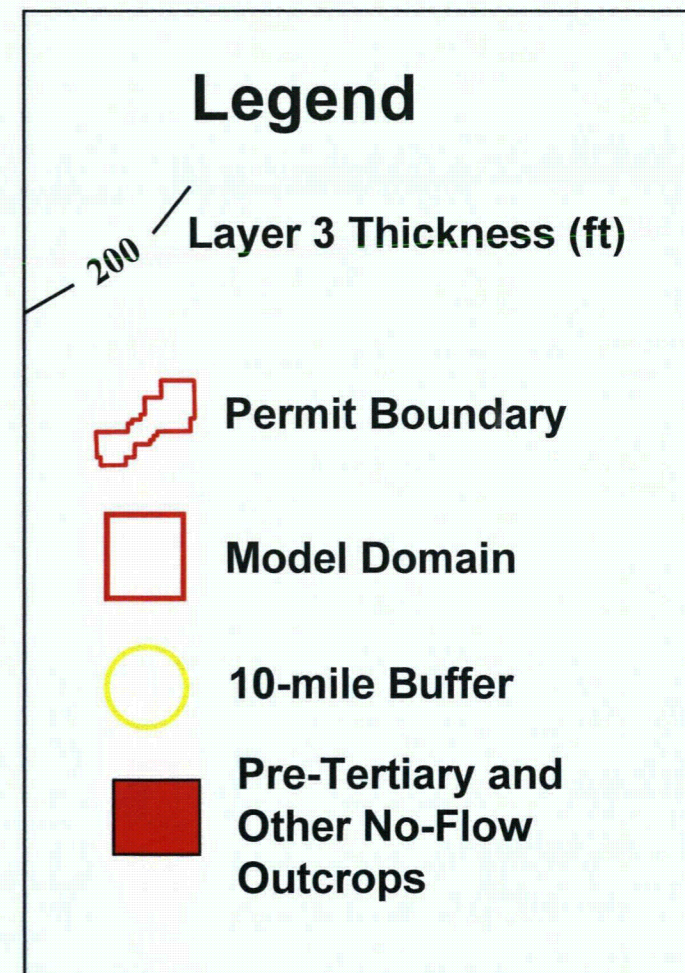 Legend
Layer 3 Thickness (ft)
200
Permit Boundary
Model Domain
10-mile Buffer
Pre-Tertiary and
Other No-Flow
Outcrops